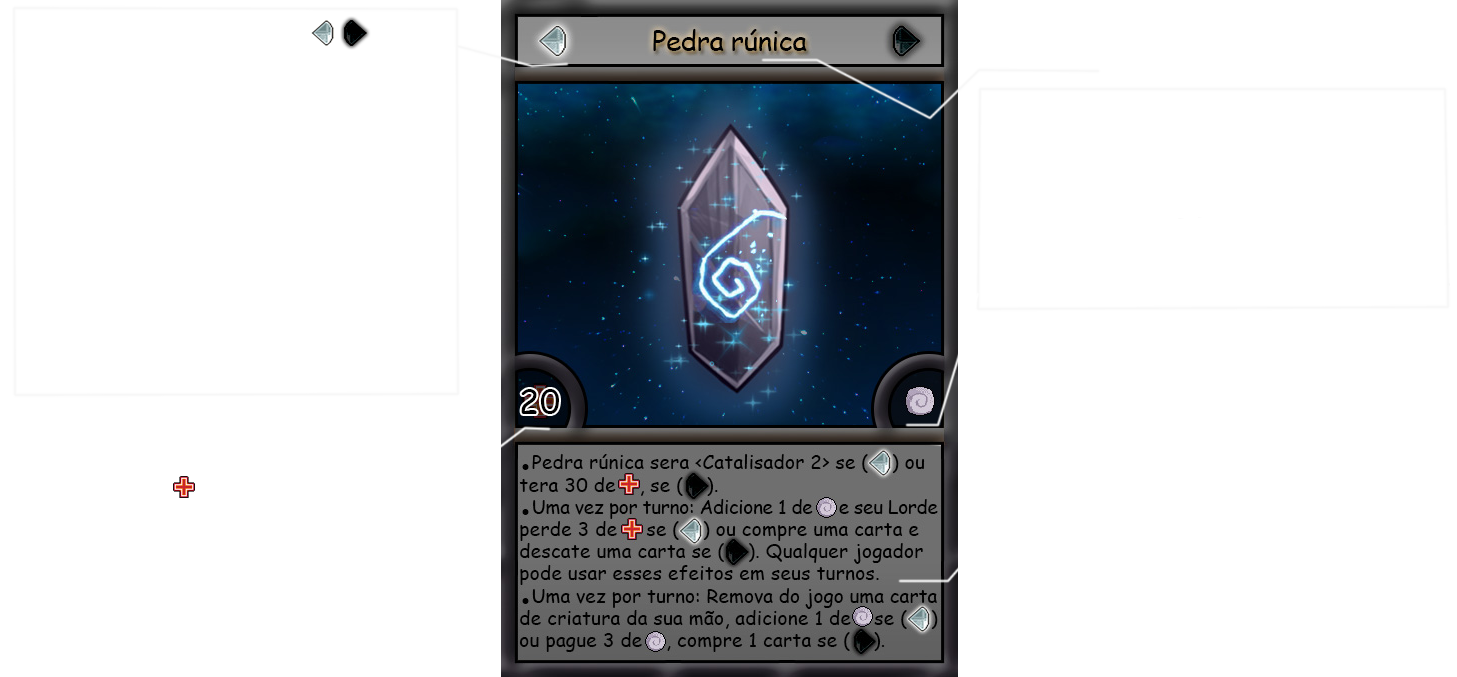 Pedra rúnica
20
•Pedra rúnica sera <Catalisador 2> se () ou
tera 30 de, se ().
•Uma vez por turno: Adicione 1 de e seu Lorde
perde 3 de se () ou compre uma carta e
descate uma carta se (). Qualquer jogador
pode usar esses efeitos em seus turnos.
•Uma vez por turno: Remova do jogo uma carta
de criatura da sua mão, adicione 1 de se ()
ou pague 3 de, compre 1 carta se ().